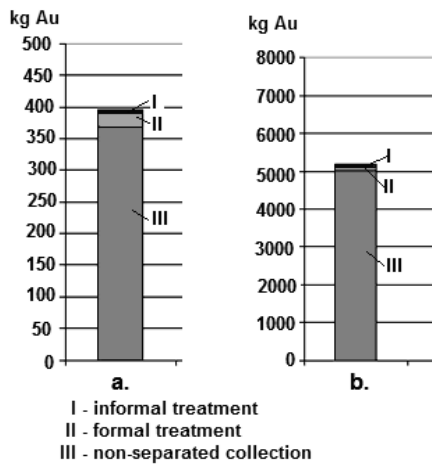 kg Au
500
450
400
350
300
250
200
150
100
50
0
I
II
III
a.
kg Au
8000
7000
6000
5000
4000
3000
2000
1000
0
I
II
III
b.
I - informal treatment
II - formal treatment
III - non-separated collection